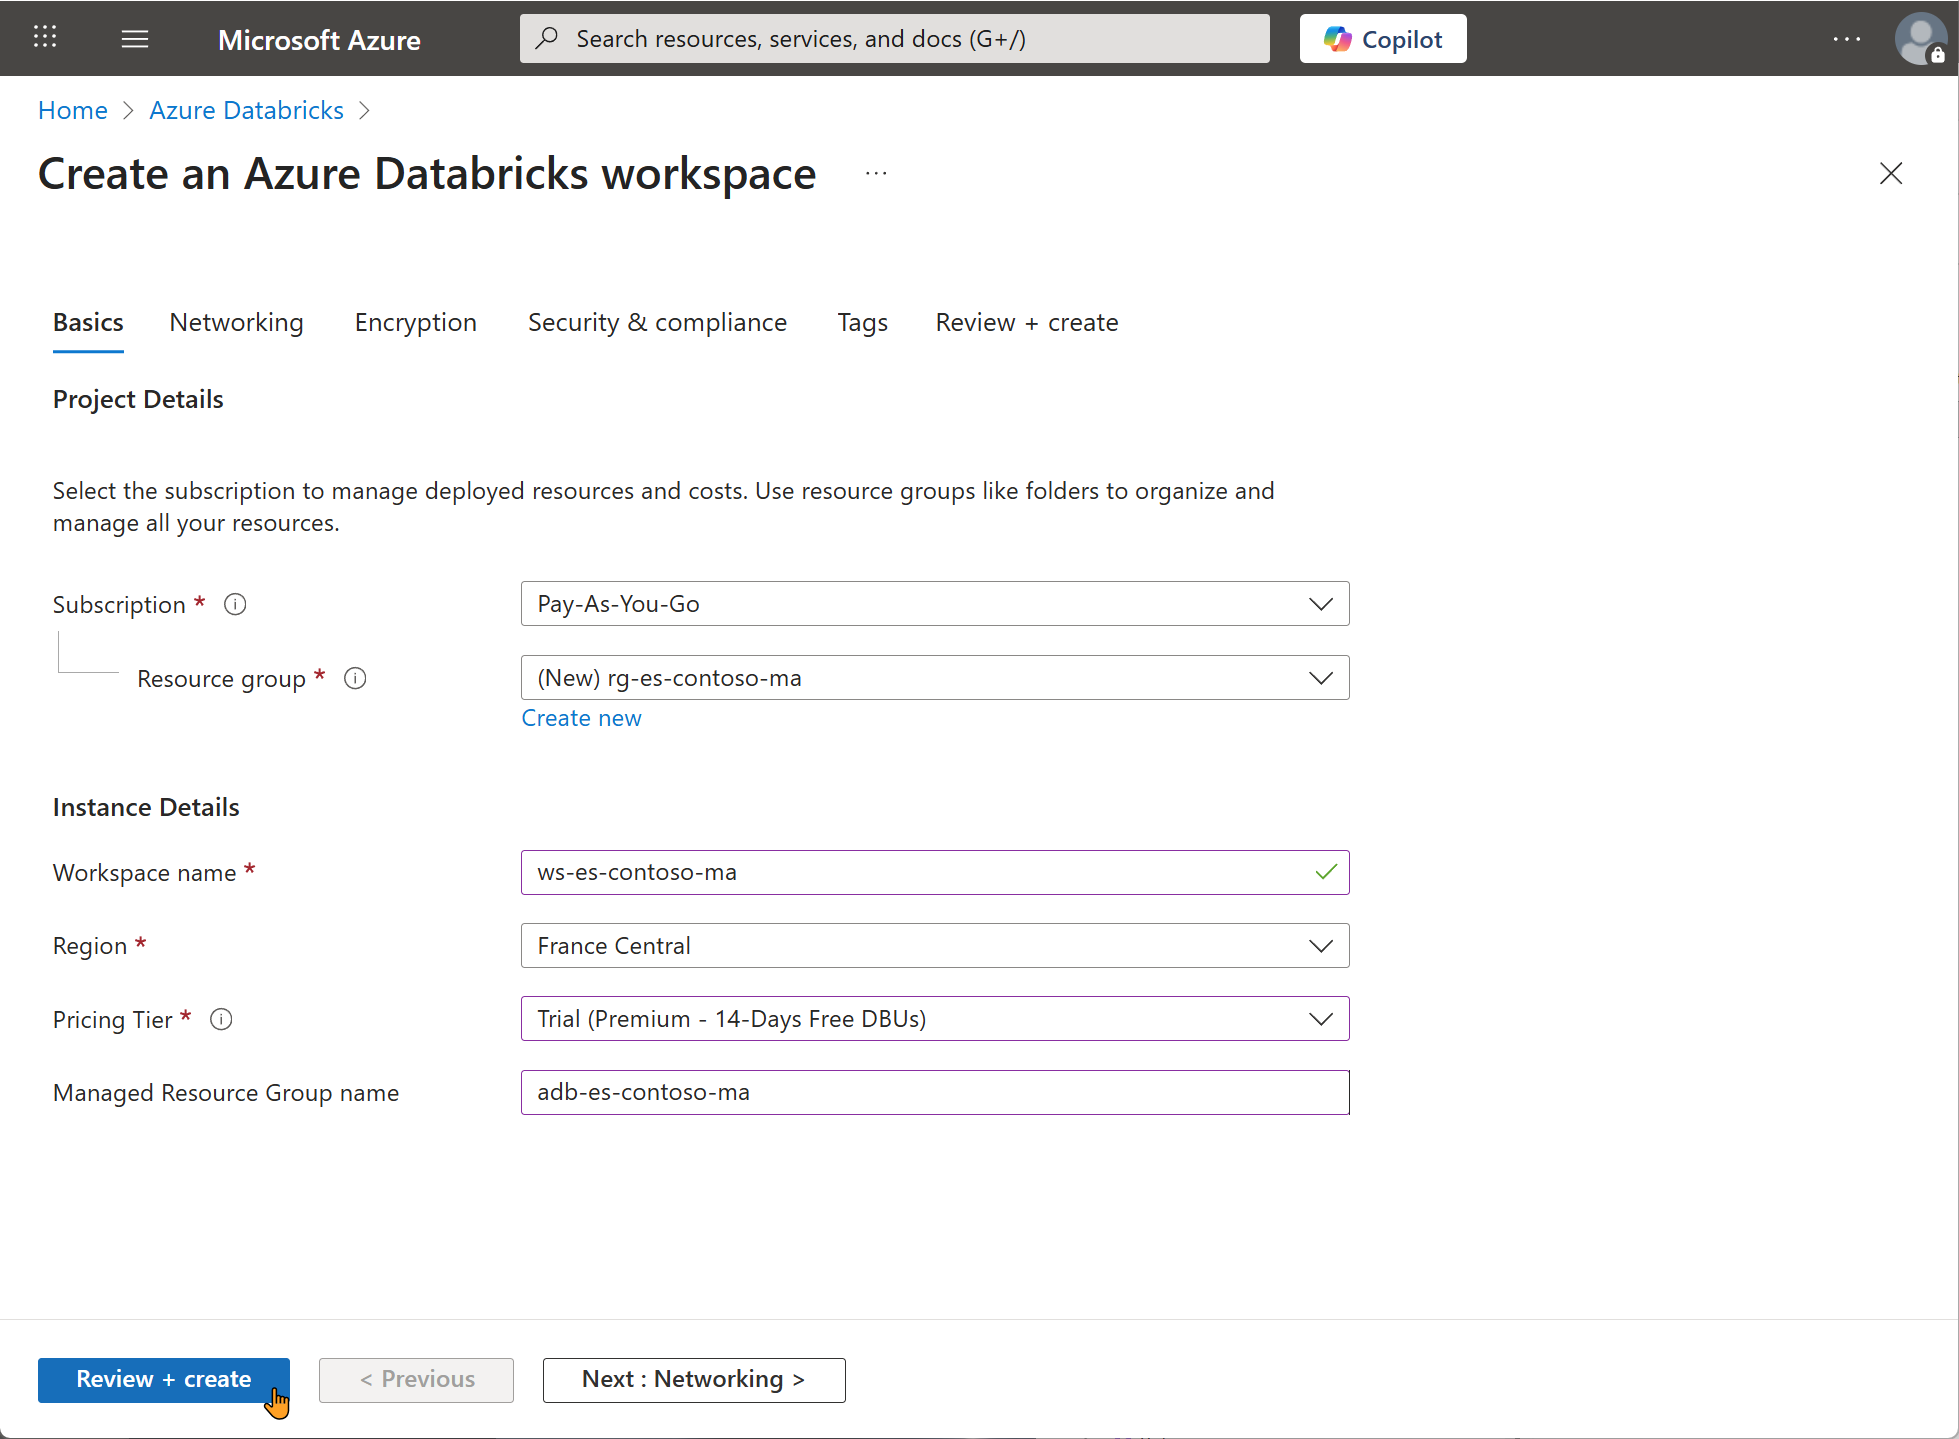 Microsoft Azure
Search resources, services, and docs (G+/)
Copilot
Home > Azure Databricks >
Create an Azure Databricks workspace ...
Basics Networking Encryption Security & compliance Tags Review + create
Project Details
Select the subscription to manage deployed resources and costs. Use resource groups like folders to organize and
manage all your resources.
Subscription * Pay-As-You-Go
Resource group * (New) rg-es-contoso-ma
Create new
Instance Details
Workspace name * ws-es-contoso-ma
Region * France Central
Pricing Tier * Trial (Premium - 14-Days Free DBUs)
Managed Resource Group name adb-es-contoso-ma
Review + create < Previous Next : Networking >